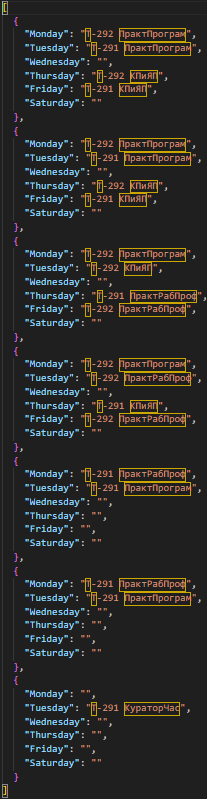 [
{
"Monday": "Т-292 ПрактПрограм",
"Tuesday": "Т-291 ПрактПрограм",
"Wednesday": "",
"Thursday": "Т-292 КПиЯП",
"Friday": "Т-291 КПиЯП",
"Saturday": ""
},
{
"Monday": "Т-292 ПрактПрограм",
"Tuesday": "Т-291 ПрактПрограм",
"Wednesday": "",
"Thursday": "Т-292 КПиЯП",
"Friday": "Т-291 КПиЯП",
"Saturday": ""
},
{
"Monday": "Т-292 ПрактПрограм",
"Tuesday": "Т-292 КПиЯП",
"Wednesday": "",
"Thursday": "Т-291 ПрактРабПроф",
"Friday": "Т-292 ПрактРабПроф",
"Saturday": ""
},
{
"Monday": "Т-292 ПрактПрограм",
"Tuesday": "Т-292 ПрактРабПроф",
"Wednesday": "",
"Thursday": "Т-291 КПиЯП",
"Friday": "Т-292 ПрактРабПроф",
"Saturday": ""
},
{
"Monday": "Т-291 ПрактРабПроф",
"Tuesday": "Т-291 ПрактПрограм",
"Wednesday": "",
"Thursday": "",
"Friday": "",
"Saturday": ""
},
{
"Monday": "Т-291 ПрактРабПроф",
"Tuesday": "Т-291 ПрактПрограм",
"Wednesday": "",
"Thursday": "",
"Friday": "",
"Saturday": ""
},
{
"Monday": "",
"Tuesday": "Т-291 КураторЧас",
"Wednesday": "",
"Thursday": "",
"Friday": "",
"Saturday": ""
}
]